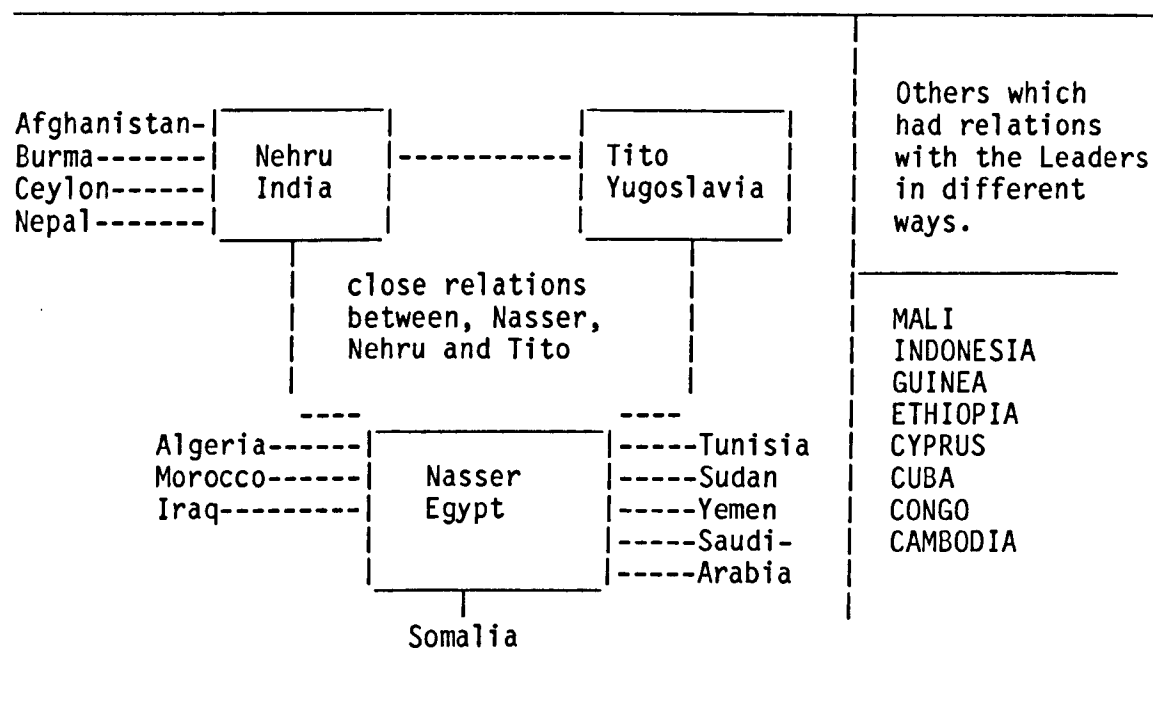 Afghanistan-
Burma-------
Ceylon------
Nepal-------
Nehru
India
Tito
Yugoslavia
close relations
between, Nasser,
Nehru and Tito
Algeria------
Morocco------
Iraq---------
Nasser
Egypt
-----Tunisia
-----Sudan
-----Yemen
-----Saudi-
-----Arabia
Somalia
Others which
had relations
with the Leaders
in different
ways.
MALI
INDONESIA
GUINEA
ETHIOPIA
CYPRUS
CUBA
CONGO
CAMBODIA